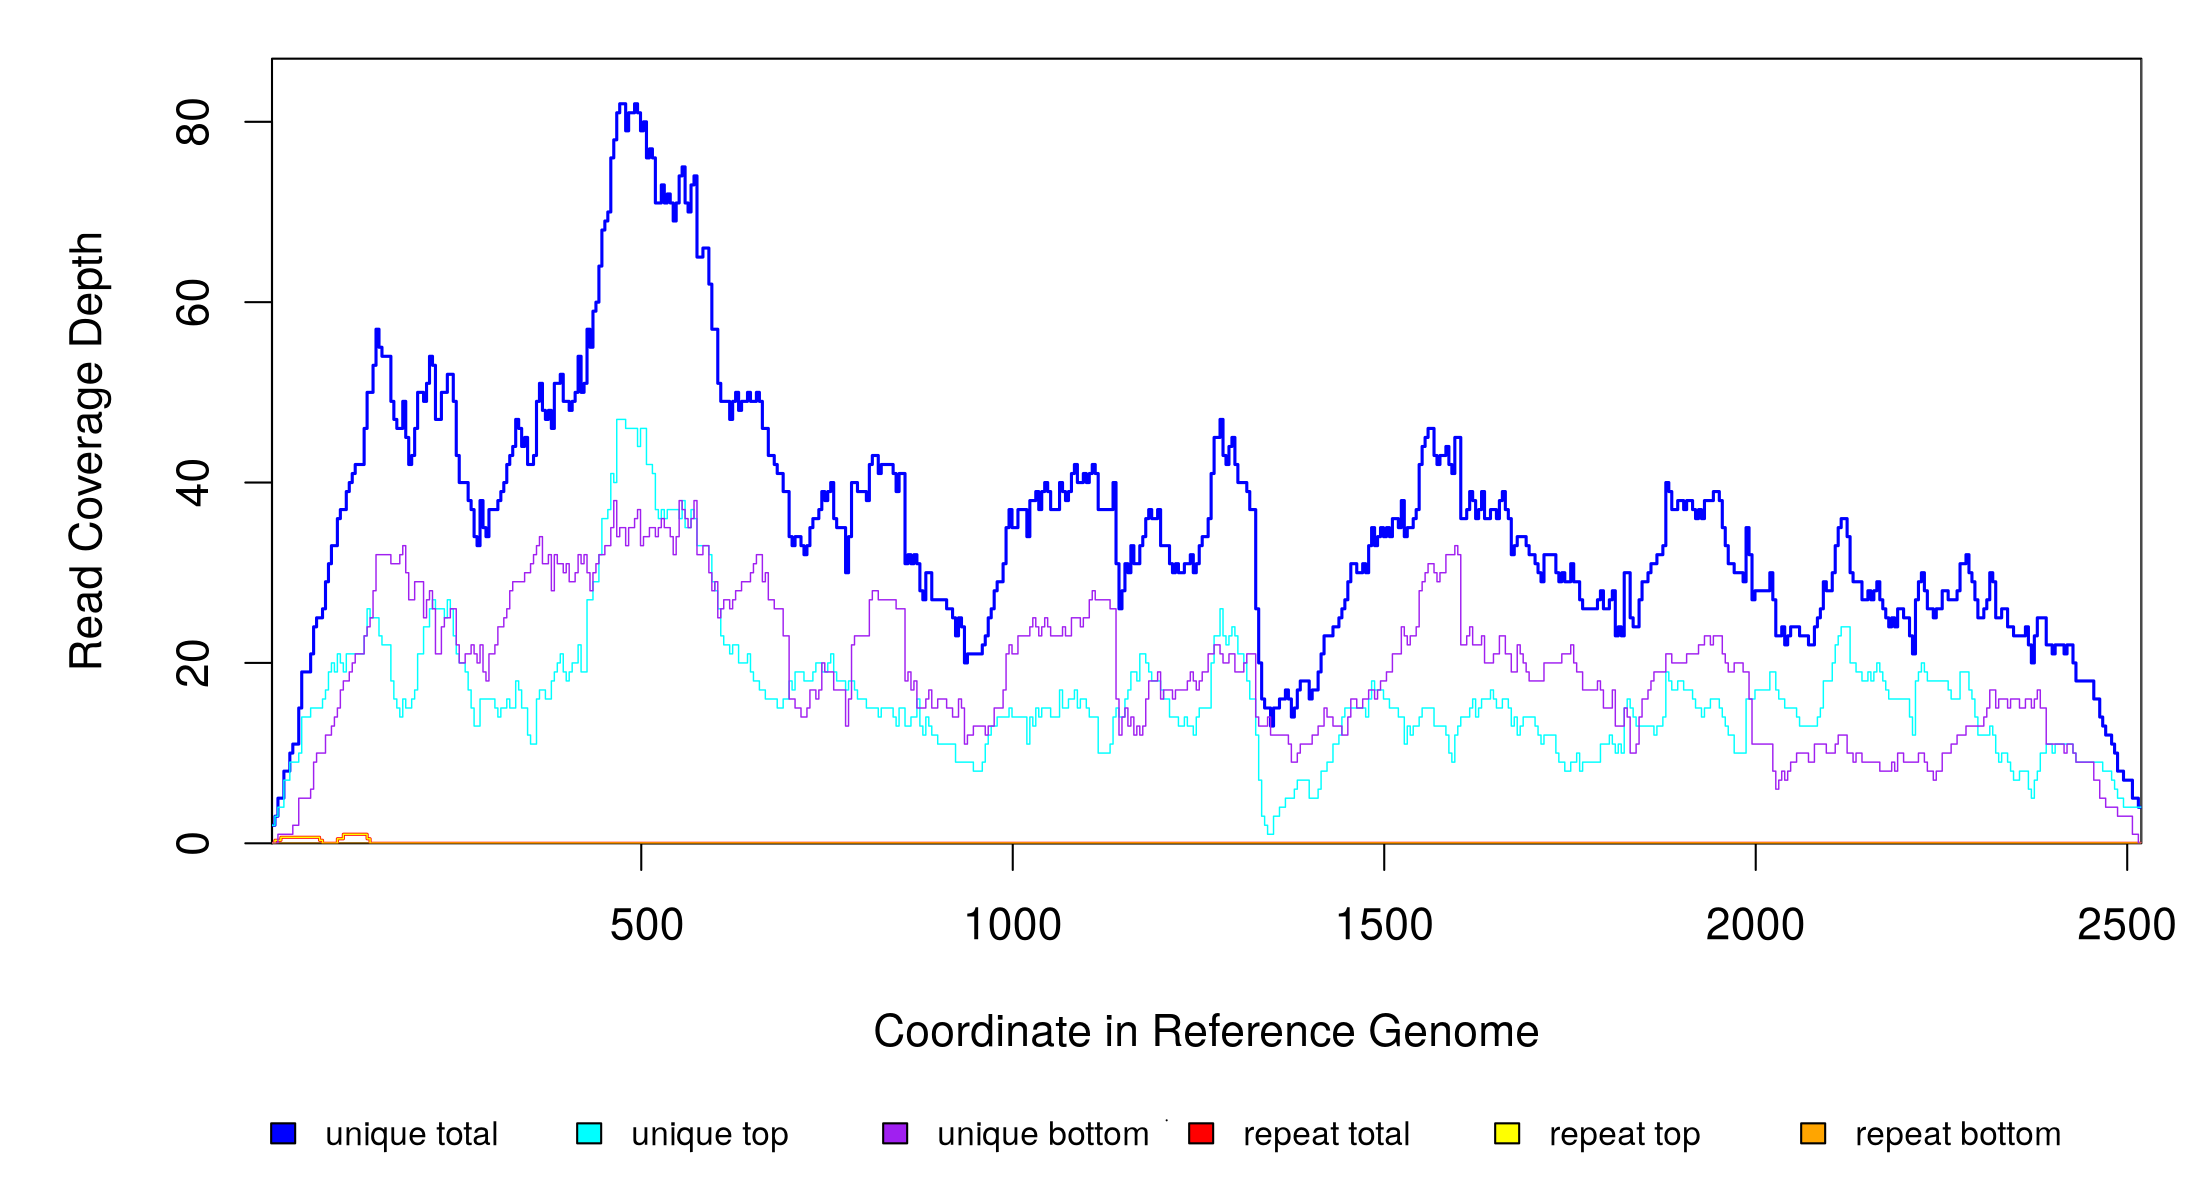 Read Coverage Depth
80
60
40
20
0
500 1000 1500 2000 2500
Coordinate in Reference Genome
unique total unique top unique bottom repeat total repeat top repeat bottom